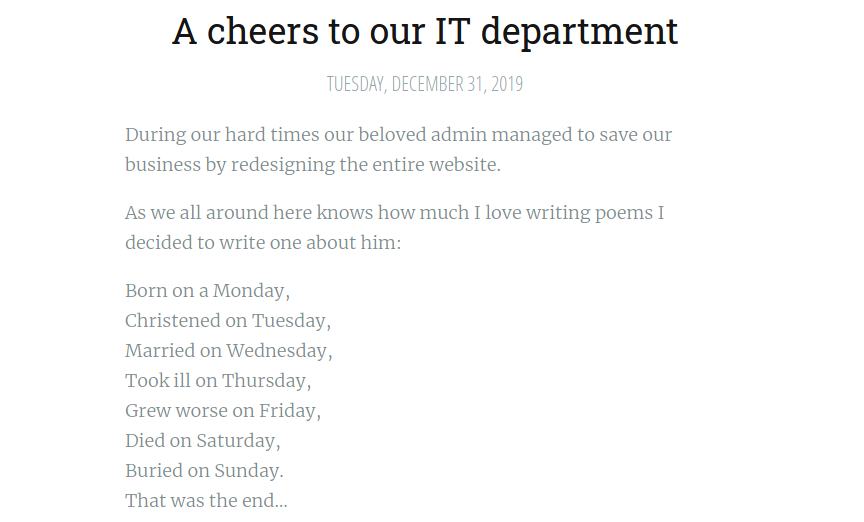 A cheers to our IT department
TUESDAY, DECEMBER 31, 2019
During our hard times our beloved admin managed to save our
business by redesigning the entire website.
As we all around here knows how much I love writing poems I
decided to write one about him:
Born on a Monday,
Christened on Tuesday,
Married on Wednesday,
Took ill on Thursday,
Grew worse on Friday,
Died on Saturday,
Buried on Sunday.
That was the end...